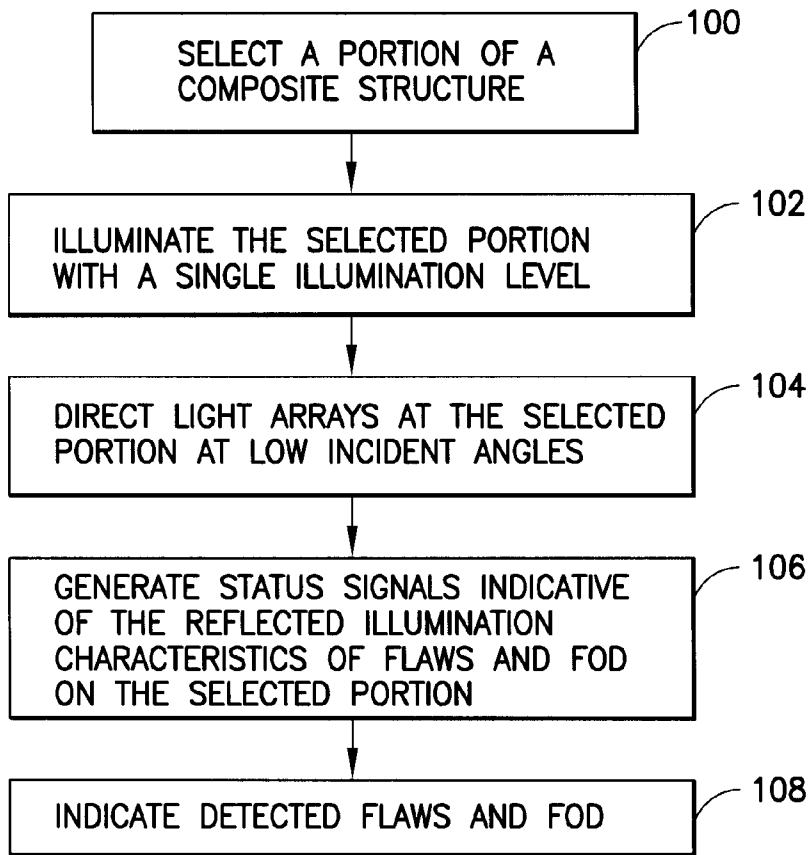 100
SELECT A PORTION OF A
COMPOSITE STRUCTURE
102
ILLUMINATE THE SELECTED PORTION
WITH A SINGLE ILLUMINATION LEVEL
104
DIRECT LIGHT ARRAYS AT THE SELECTED
PORTION AT LOW INCIDENT ANGLES
106
GENERATE STATUS SIGNALS INDICATIVE
OF THE REFLECTED ILLUMINATION
CHARACTERISTICS OF FLAWS AND FOD
ON THE SELECTED PORTION
108
INDICATE DETECTED FLAWS AND FOD